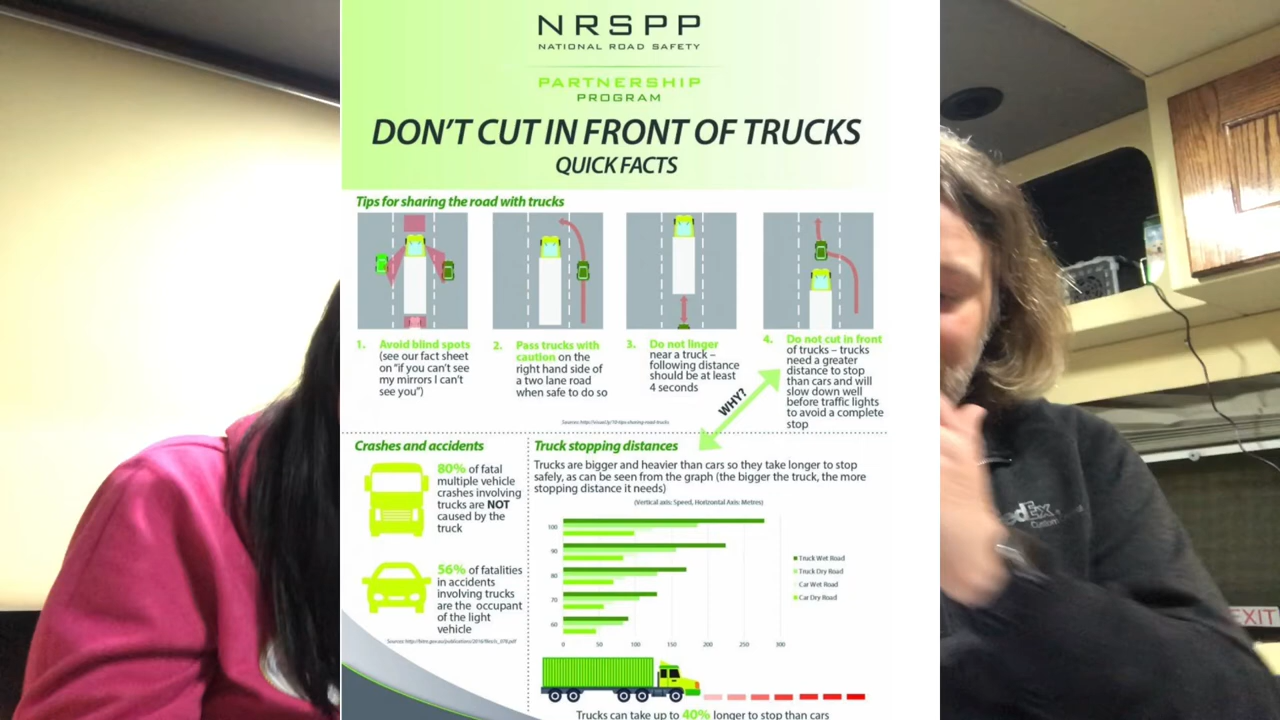 NRSPP
NATIONAL ROAD SAFETY
PARTNERSHIP
PROGRAM
DON'T CUT IN FRONT OF TRUCKS
QUICK FACTS
Tips for sharing the road with trucks
1. Avoid blind spots
(see our fact sheet
on "if you can't see
my mirrors I can't
see you")
2. Pass trucks with
caution on the
right hand side of
a two lane road
when safe to do so
3. Do not linger
near a truck –
following distance
should be at least
4 seconds
4. Do not cut in front
of trucks – trucks
need a greater
distance to stop
than cars and will
slow down well
before traffic lights
to avoid a complete
stop
WHY?
Crashes and accidents
80% of fatal
multiple vehicle
crashes involving
trucks are NOT
caused by the
truck
56% of fatalities
in accidents
involving trucks
are the occupant
of the light
vehicle
Truck stopping distances
Trucks are bigger and heavier than cars so they take longer to stop
safely, as can be seen from the graph (the bigger the truck, the more
stopping distance it needs)
(Vertical axis: Speed, Horizontal Axis: Metres)
100
90
80
70
60
0 50 100 150 200 250 300
Truck Wet Road
Truck Dry Road
Car Wet Road
Car Dry Road
Trucks can take up to 40% longer to stop than cars
edEx
Custom
EXIT